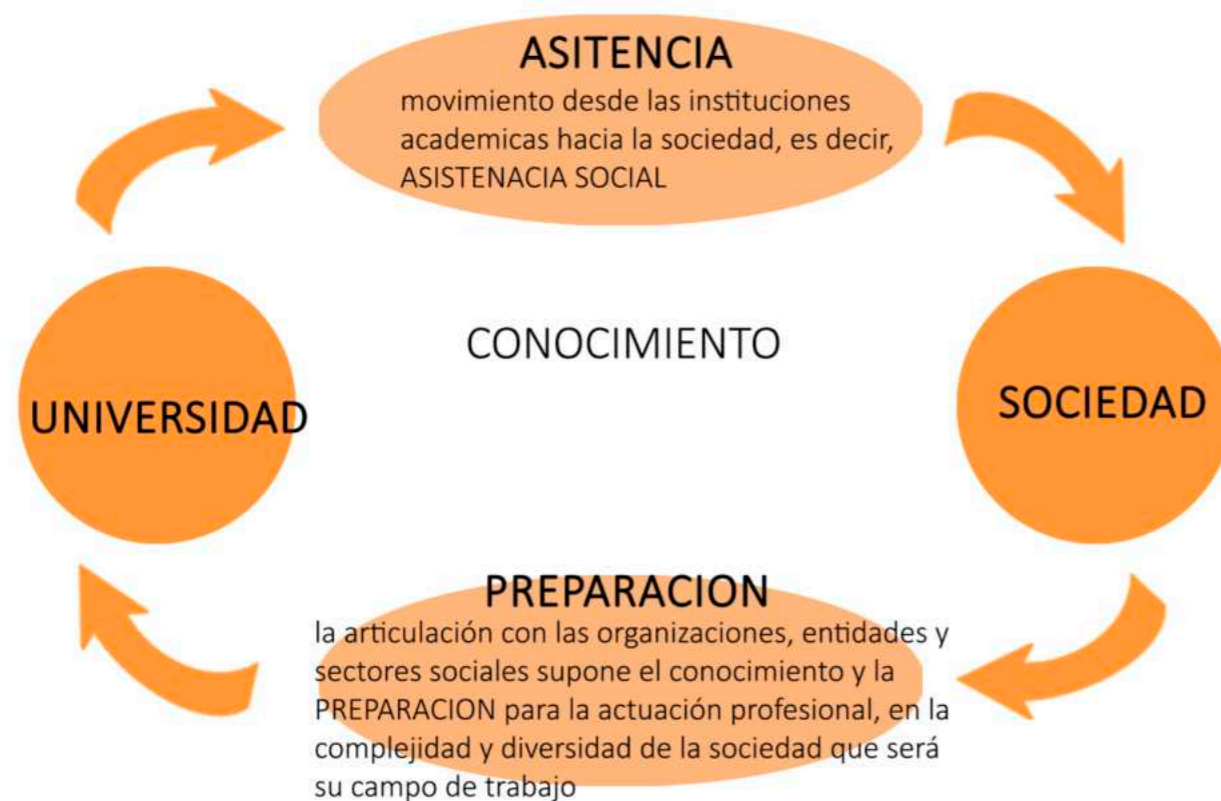 ASITENCIA
movimiento desde las instituciones
academicas hacia la sociedad, es decir,
ASISTENACIA SOCIAL
CONOCIMIENTO
UNIVERSIDAD
SOCIEDAD
PREPARACION
la articulación con las organizaciones, entidades y
sectores sociales supone el conocimiento y la
PREPARACION para la actuación profesional, en la
complejidad y diversidad de la sociedad que será
su campo de trabajo